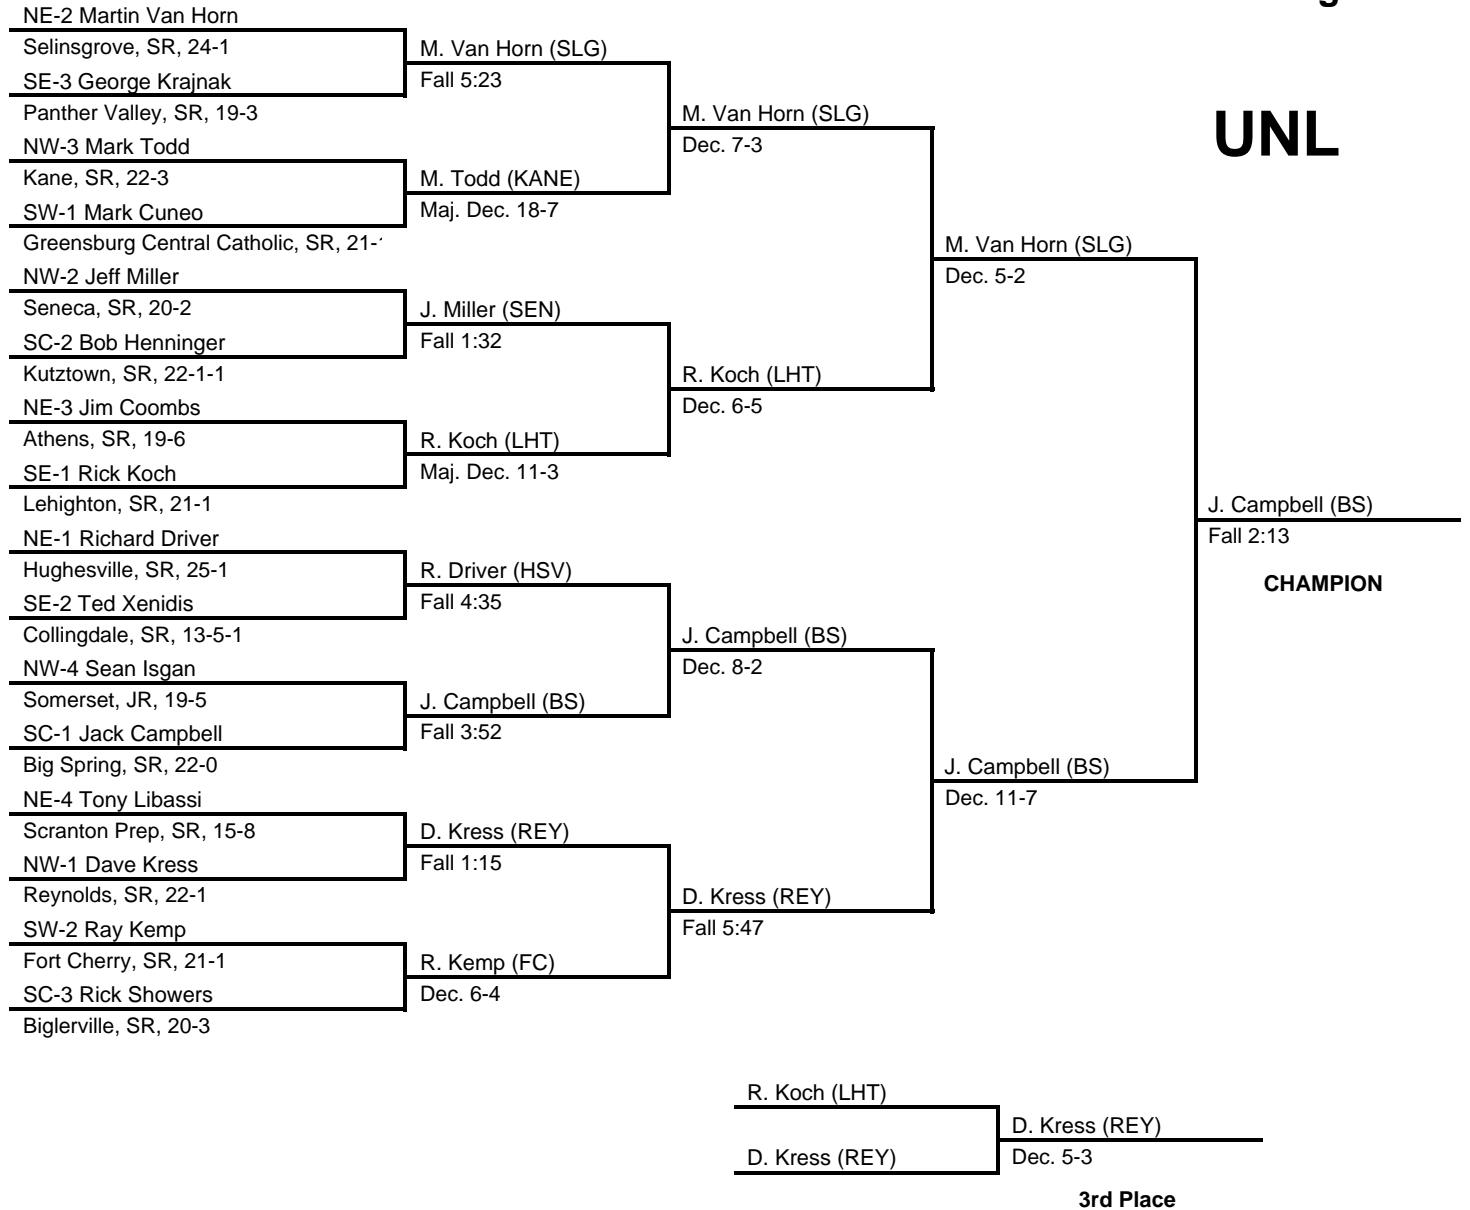 NE-2 Martin Van Horn
Selinsgrove, SR, 24-1
SE-3 George Krajnak
Panther Valley, SR, 19-3
NW-3 Mark Todd
Kane, SR, 22-3
SW-1 Mark Cuneo
Greensburg Central Catholic, SR, 21-
NW-2 Jeff Miller
Seneca, SR, 20-2
SC-2 Bob Henninger
Kutztown, SR, 22-1-1
NE-3 Jim Coombs
Athens, SR, 19-6
SE-1 Rick Koch
Lehighton, SR, 21-1
NE-1 Richard Driver
Hughesville, SR, 25-1
SE-2 Ted Xenidis
Collingdale, SR, 13-5-1
NW-4 Sean Isgan
Somerset, JR, 19-5
SC-1 Jack Campbell
Big Spring, SR, 22-0
NE-4 Tony Libassi
Scranton Prep, SR, 15-8
NW-1 Dave Kress
Reynolds, SR, 22-1
SW-2 Ray Kemp
Fort Cherry, SR, 21-1
SC-3 Rick Showers
Biglerville, SR, 20-3
M. Van Horn (SLG)
Fall 5:23
M. Todd (KANE)
Maj. Dec. 18-7
J. Miller (SEN)
Fall 1:32
R. Koch (LHT)
Maj. Dec. 11-3
R. Driver (HSV)
Fall 4:35
J. Campbell (BS)
Fall 3:52
D. Kress (REY)
Fall 1:15
R. Kemp (FC)
Dec. 6-4
M. Van Horn (SLG)
Dec. 7-3
R. Koch (LHT)
Dec. 6-5
J. Campbell (BS)
Dec. 8-2
D. Kress (REY)
Fall 5:47
M. Van Horn (SLG)
Dec. 5-2
J. Campbell (BS)
Dec. 11-7
UNL
J. Campbell (BS)
Fall 2:13
CHAMPION
R. Koch (LHT)
D. Kress (REY)
D. Kress (REY)
Dec. 5-3
3rd Place